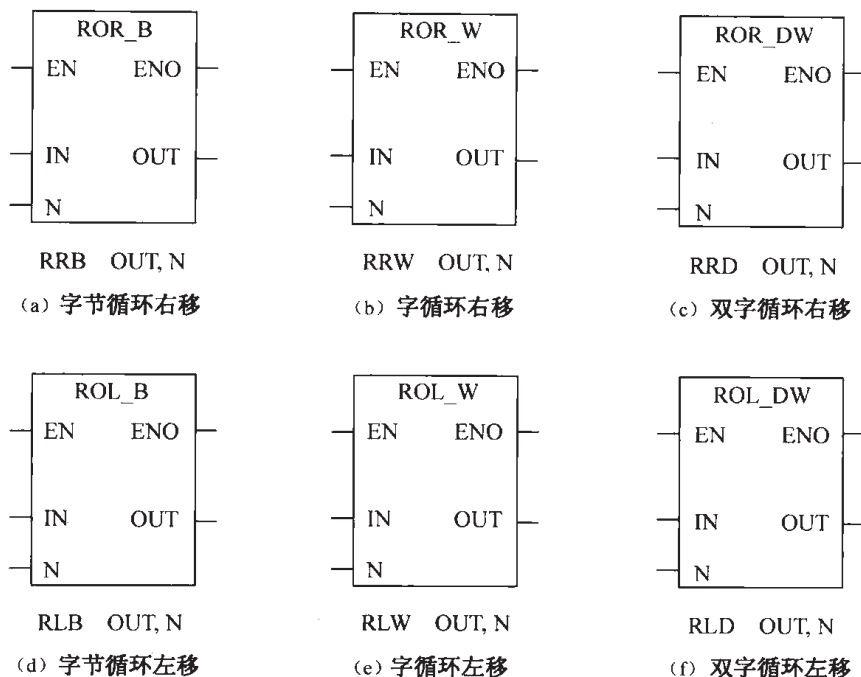 ROR_B
EN ENO
IN OUT
N
RRB OUT, N
(a) 字节循环右移
ROR_W
EN ENO
IN OUT
N
RRW OUT, N
(b) 字循环右移
ROR_DW
EN ENO
IN OUT
N
RRD OUT, N
(c) 双字循环右移
ROL_B
EN ENO
IN OUT
N
RLB OUT, N
(d) 字节循环左移
ROL_W
EN ENO
IN OUT
N
RLW OUT, N
(e) 字循环左移
ROL_DW
EN ENO
IN OUT
N
RLD OUT, N
(f) 双字循环左移